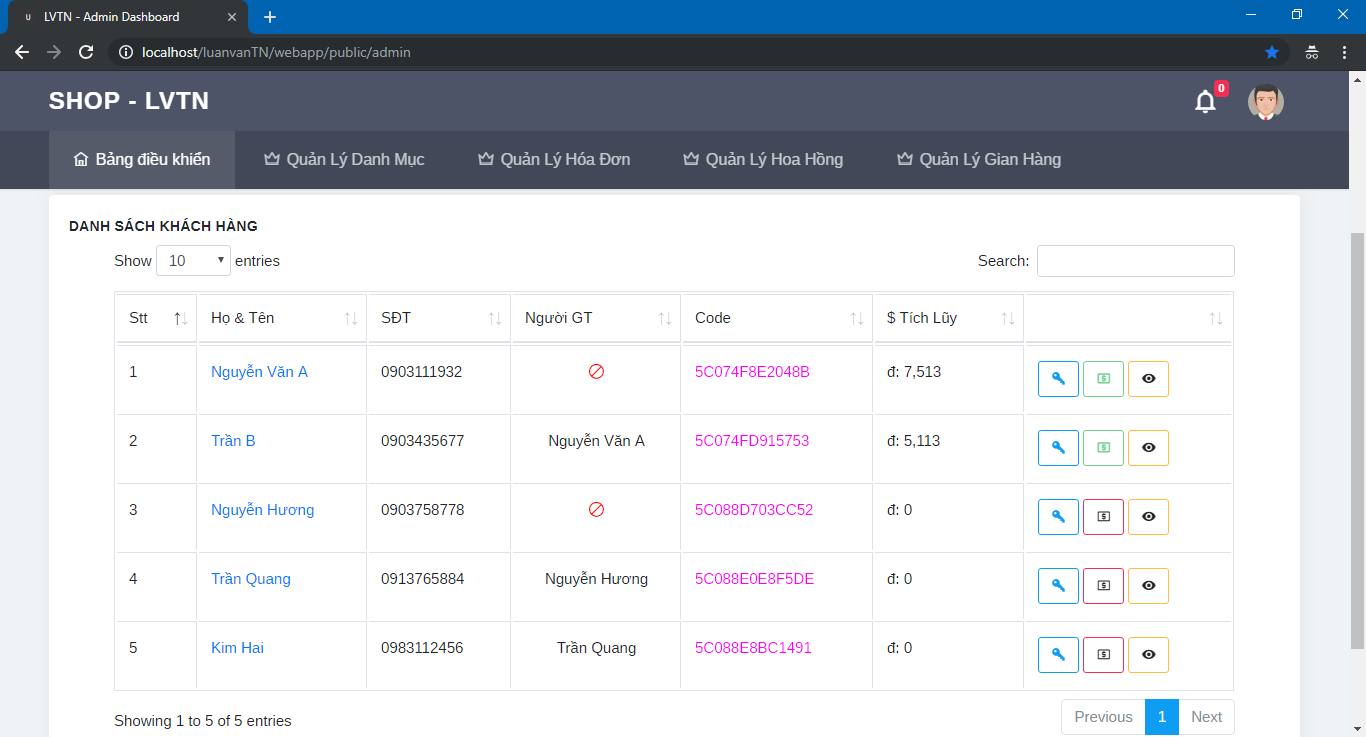 U LVTN - Admin Dashboard
localhost/luanvanTN/webapp/public/admin
SHOP - LVTN
0
Bảng điều khiển Quản Lý Danh Mục Quản Lý Hóa Đơn Quản Lý Hoa Hồng Quản Lý Gian Hàng
DANH SÁCH KHÁCH HÀNG
Show 10 entries Search:
Stt Họ & Tên SĐT Người GT Code $ Tích Lũy
1 Nguyễn Văn A 0903111932 5C074F8E2048B đ: 7,513
2 Trần B 0903435677 Nguyễn Văn A 5C074FD915753 đ: 5,113
3 Nguyễn Hương 0903758778 5C088D703CC52 đ: 0
4 Trần Quang 0913765884 Nguyễn Hương 5C088E0E8F5DE đ: 0
5 Kim Hai 0983112456 Trần Quang 5C088E8BC1491 đ: 0
Showing 1 to 5 of 5 entries Previous 1 Next